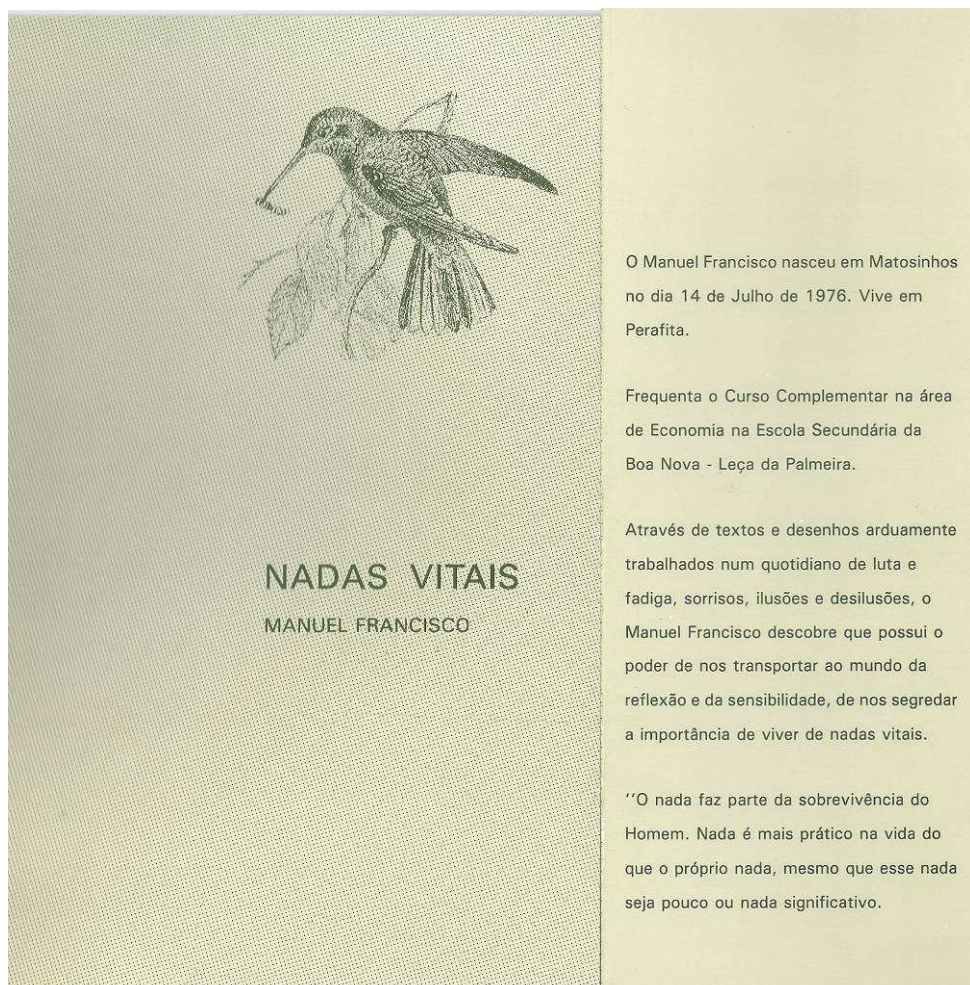 NADAS VITAIS
MANUEL FRANCISCO
O Manuel Francisco nasceu em Matosinhos
no dia 14 de Julho de 1976. Vive em
Perafita.
Frequenta o Curso Complementar na área
de Economia na Escola Secundária da
Boa Nova - Leça da Palmeira.
Através de textos e desenhos arduamente
trabalhados num quotidiano de luta e
fadiga, sorrisos, ilusões e desilusões, o
Manuel Francisco descobre que possui o
poder de nos transportar ao mundo da
reflexão e da sensibilidade, de nos segredar
a importância de viver de nadas vitais.
''O nada faz parte da sobrevivência do
Homem. Nada é mais prático na vida do
que o próprio nada, mesmo que esse nada
seja pouco ou nada significativo.